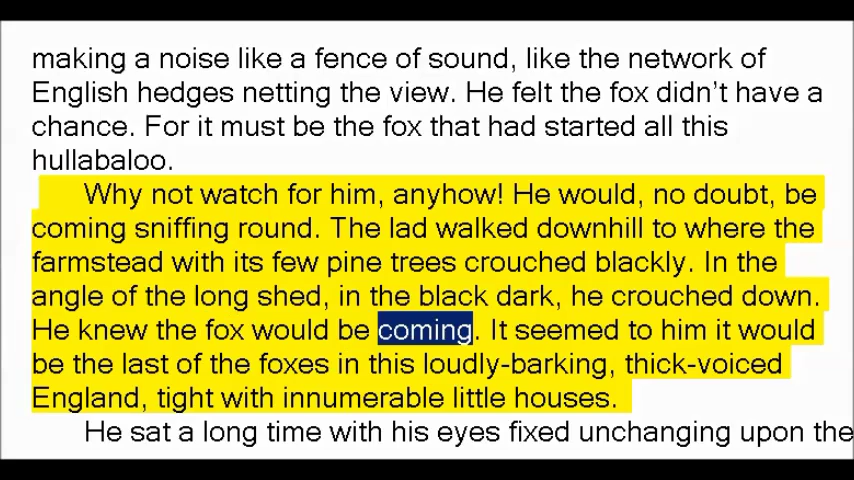 making a noise like a fence of sound, like the network of
English hedges netting the view. He felt the fox didn't have a
chance. For it must be the fox that had started all this
hullabaloo.
Why not watch for him, anyhow! He would, no doubt, be
coming sniffing round. The lad walked downhill to where the
farmstead with its few pine trees crouched blackly. In the
angle of the long shed, in the black dark, he crouched down.
He knew the fox would be coming. It seemed to him it would
be the last of the foxes in this loudly-barking, thick-voiced
England, tight with innumerable little houses.
He sat a long time with his eyes fixed unchanging upon the